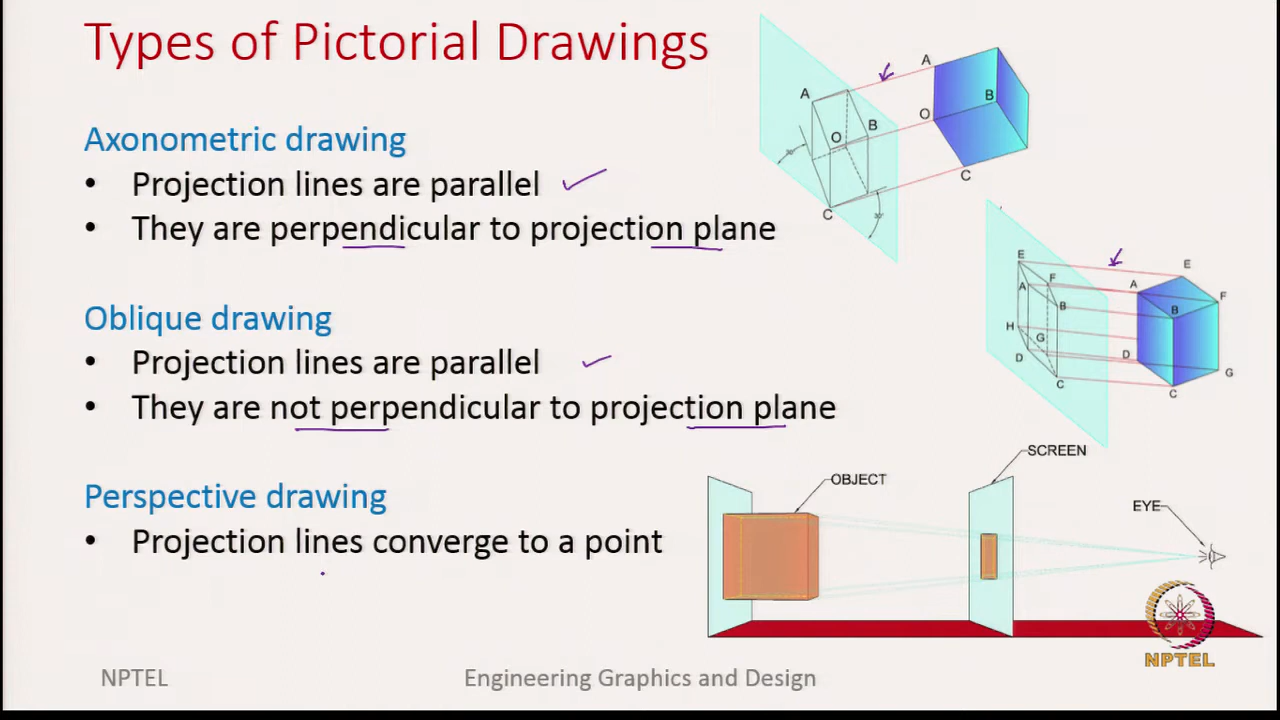 Types of Pictorial Drawings
Axonometric drawing
• Projection lines are parallel
• They are perpendicular to projection plane
Oblique drawing
• Projection lines are parallel
• They are not perpendicular to projection plane
Perspective drawing
• Projection lines converge to a point
A
A
B
B
O
O
C
C
30°
30°
E
E
F
A
A
F
B
B
H
G
D
D
G
C
C
SCREEN
OBJECT
EYE
NPTEL
NPTEL
Engineering Graphics and Design